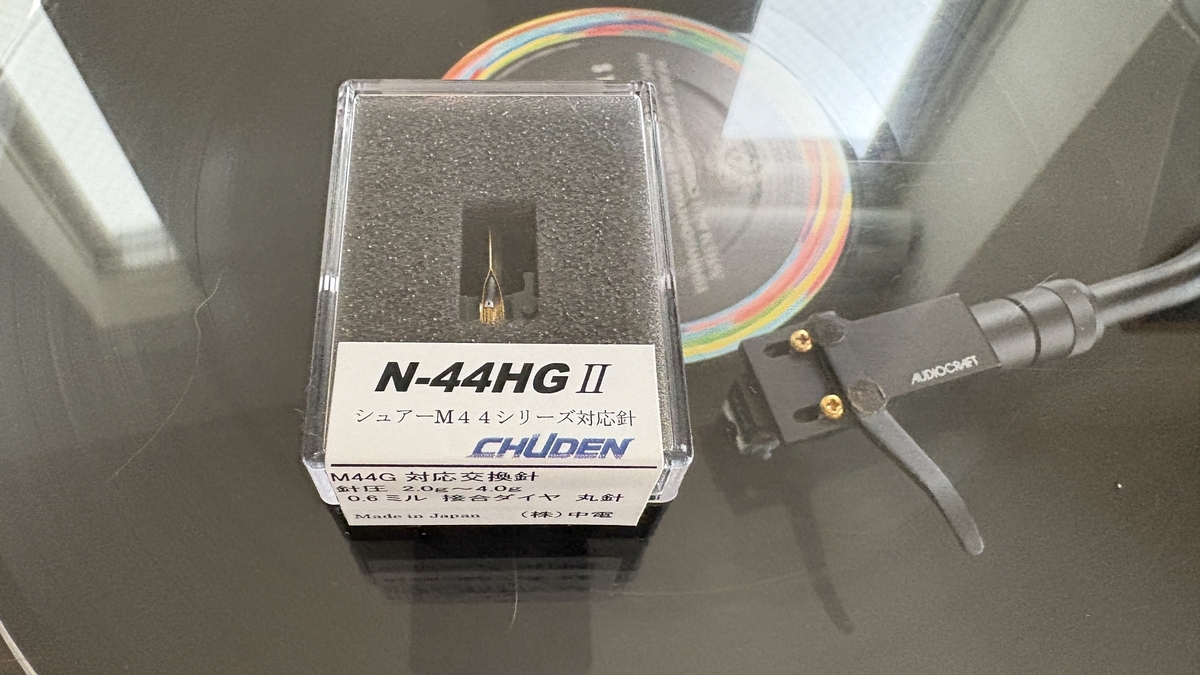 N-44HG II
シュアーM44シリーズ対応針
CHUDEN
M44G 対応交換針
針圧 2.0g～4.0g
0.6ミル 接合ダイヤ 丸針
Made in Japan (株)中電
AUDIOCRAFT